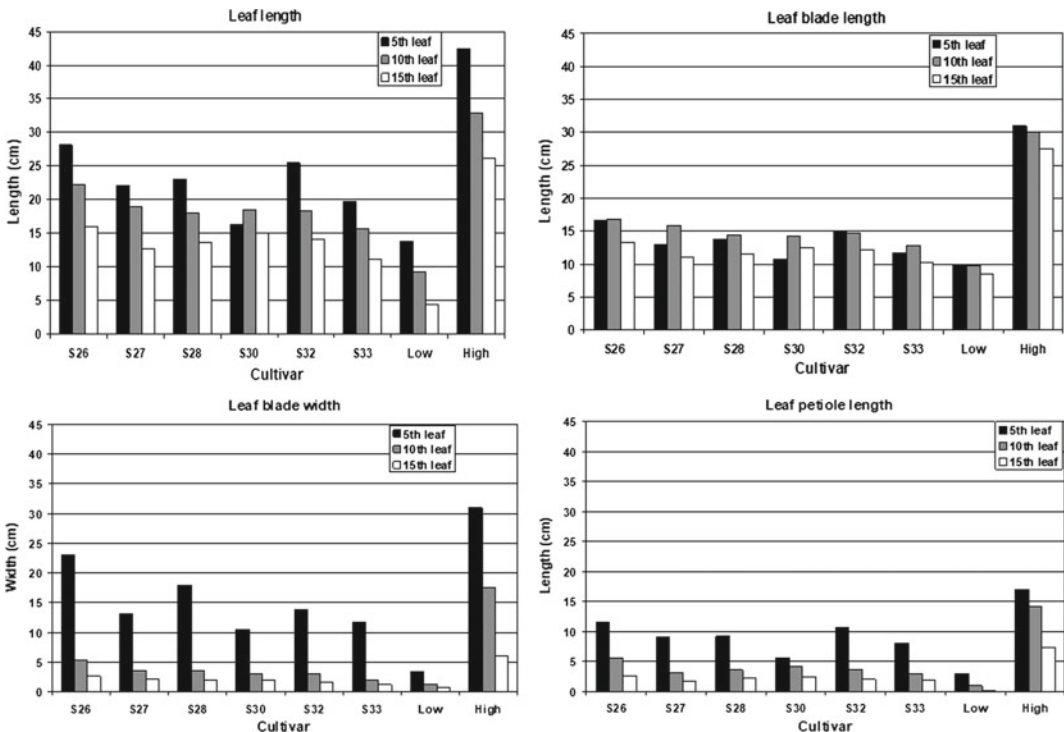 Leaf length
45
40
35
30
25
20
15
10
5
0
Length (cm)
5th leaf
10th leaf
15th leaf
S26 S27 S28 S30 S32 S33 Low High
Cultivar
Leaf blade length
45
40
35
30
25
20
15
10
5
0
Length (cm)
5th leaf
10th leaf
15th leaf
S26 S27 S28 S30 S32 S33 Low High
Cultivar
Leaf blade width
45
40
35
30
25
20
15
10
5
0
Width (cm)
5th leaf
10th leaf
15th leaf
S26 S27 S28 S30 S32 S33 Low High
Cultivar
Leaf petiole length
45
40
35
30
25
20
15
10
5
0
Length (cm)
5th leaf
10th leaf
15th leaf
S26 S27 S28 S30 S32 S33 Low High
Cultivar